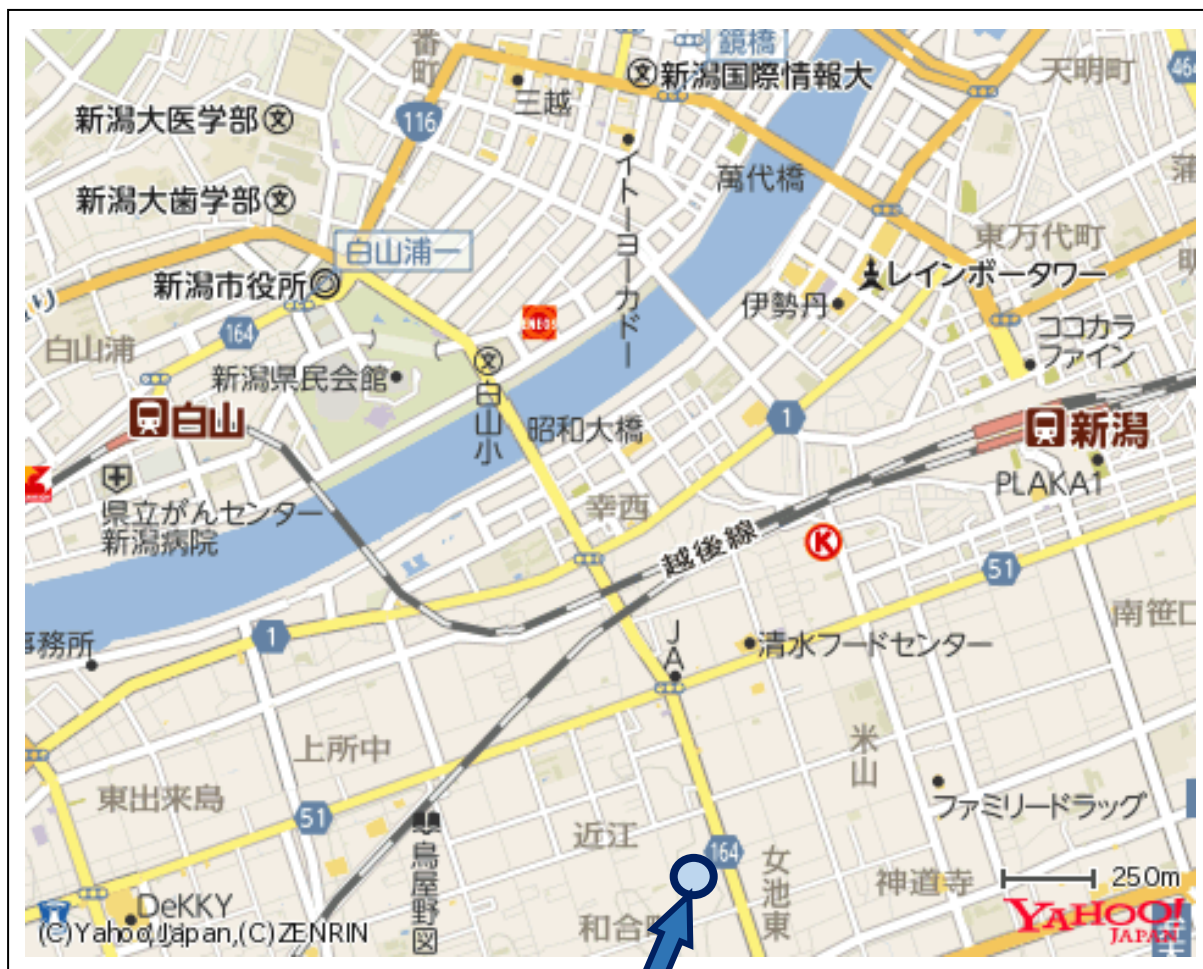 番町
三越
鏡橋
新潟国際情報大
天明町
464
新潟大医学部
116
イトーヨーカドー
萬代橋
蒲
新潟大歯学部
白山浦一
東万代町
明
新潟市役所
レインボータワー
り
伊勢丹
ENEOS
164
白山浦
ココカラ
ファイン
新潟県民会館
白山小
白山
昭和大橋
1
新潟
PLAKA1
県立がんセンター
新潟病院
幸西
越後線
K
51
南笹口
事務所
1
JA
清水フードセンター
上所中
米山
東出来島
ファミリードラッグ
51
近江
鳥屋野図
164
女池東
神道寺
250m
DeKKY
和合町
YAHOO!
JAPAN
(C)Yahoo Japan,(C)ZENRIN